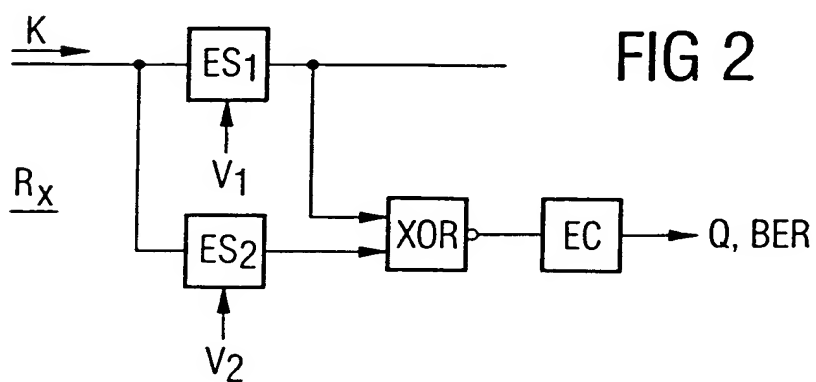 K
ES1
FIG 2
V1
Rx
XOR
EC
Q, BER
ES2
V2